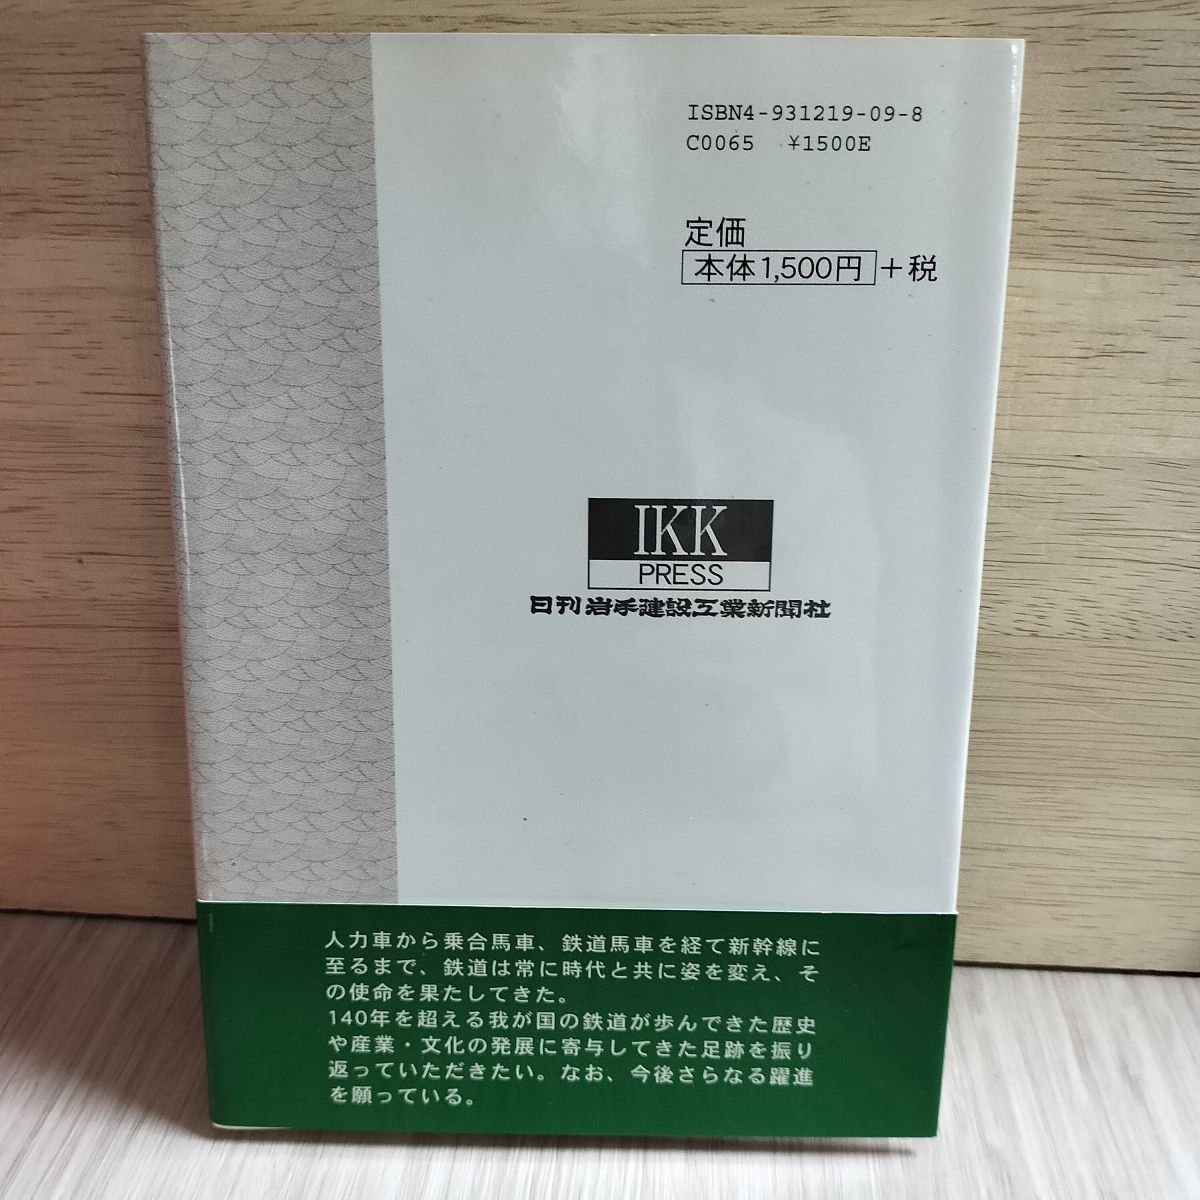 ISBN4-931219-09-8
C0065 ¥1500E
定価
本体1,500円+税
IKK
PRESS
日刊岩手建設工業新聞社
人力車から乗合馬車、鉄道馬車を経て新幹線に
至るまで、鉄道は常に時代と共に姿を変え、そ
の使命を果たしてきた。
140年を超える我が国の鉄道が歩んできた歴史
や産業・文化の発展に寄与してきた足跡を振り
返っていただきたい。なお、今後さらなる躍進
を願っている。